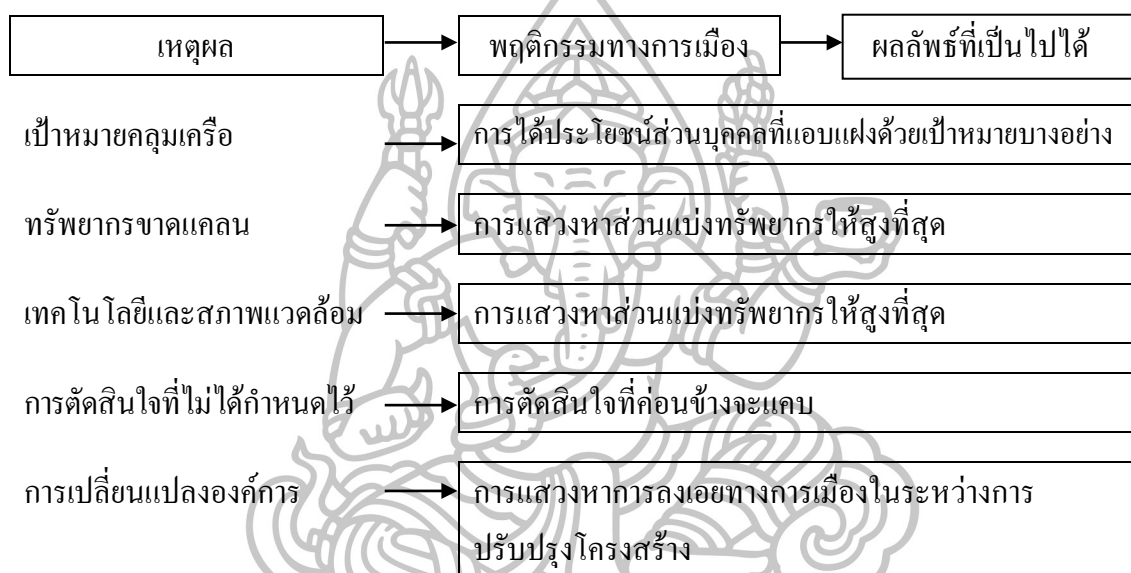 เหตุผล พฤติกรรมทางการเมือง ผลลัพธ์ที่เป็นไปได้
เป้าหมายคลุมเครือ การได้ประโยชน์ส่วนบุคคลที่แอบแฝงด้วยเป้าหมายบางอย่าง
ทรัพยากรขาดแคลน การแสวงหาส่วนแบ่งทรัพยากรให้สูงที่สุด
เทคโนโลยีและสภาพแวดล้อม การแสวงหาส่วนแบ่งทรัพยากรให้สูงที่สุด
การตัดสินใจที่ไม่ได้กำหนดไว้ การตัดสินใจที่ค่อนข้างจะแคบ
การเปลี่ยนแปลงองค์การ การแสวงหาการลงเอยทางการเมืองในระหว่างการ
ปรับปรุงโครงสร้าง